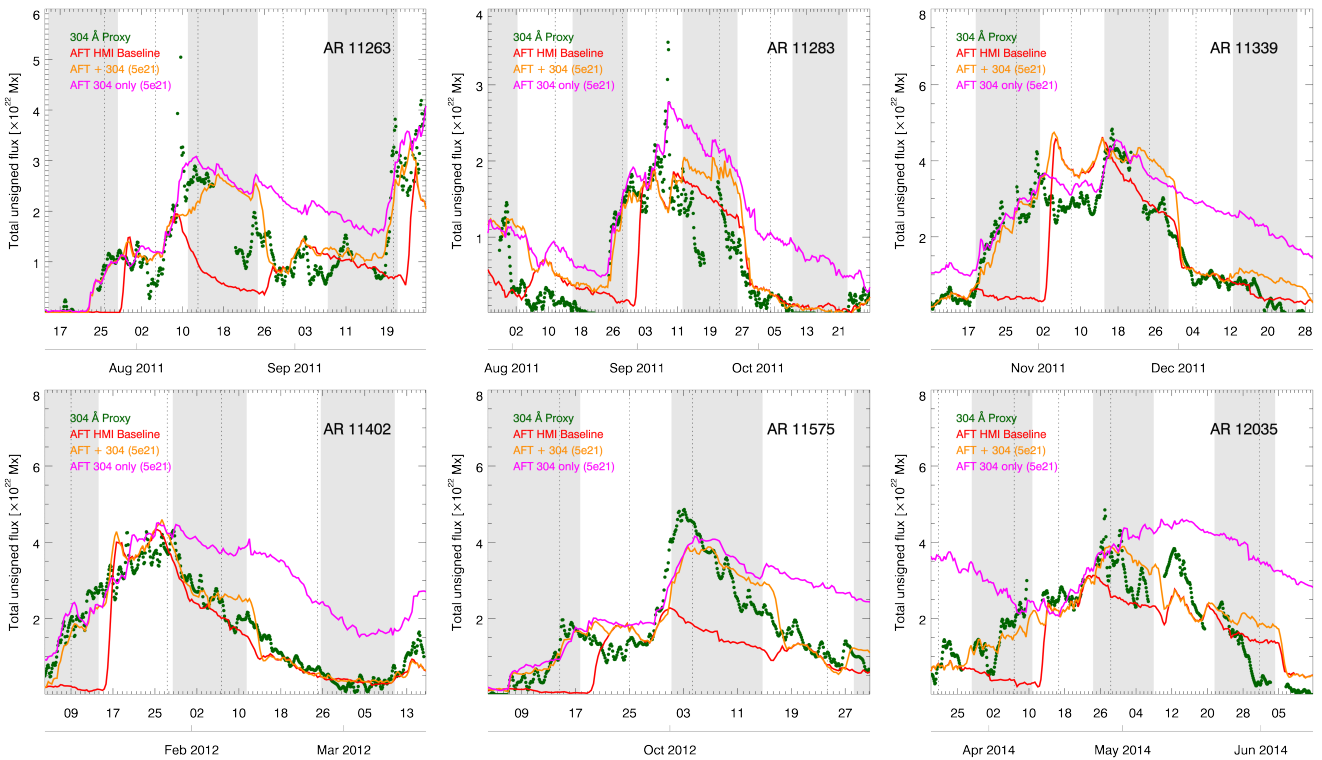 Total unsigned flux [×10²² Mx]
6
5
4
3
2
1
304 Å Proxy
AFT HMI Baseline
AFT + 304 (5e21)
AFT 304 only (5e21)
AR 11263
17 25 02 10 18 26 03 11 19
Aug 2011 Sep 2011
Total unsigned flux [×10²² Mx]
4
3
2
1
304 Å Proxy
AFT HMI Baseline
AFT + 304 (5e21)
AFT 304 only (5e21)
AR 11283
02 10 18 26 03 11 19 27 05 13 21
Aug 2011 Sep 2011 Oct 2011
Total unsigned flux [×10²² Mx]
8
6
4
2
304 Å Proxy
AFT HMI Baseline
AFT + 304 (5e21)
AFT 304 only (5e21)
AR 11339
17 25 02 10 18 26 04 12 20 28
Nov 2011 Dec 2011
Total unsigned flux [×10²² Mx]
8
6
4
2
304 Å Proxy
AFT HMI Baseline
AFT + 304 (5e21)
AFT 304 only (5e21)
AR 11402
09 17 25 02 10 18 26 05 13
Feb 2012 Mar 2012
Total unsigned flux [×10²² Mx]
8
6
4
2
304 Å Proxy
AFT HMI Baseline
AFT + 304 (5e21)
AFT 304 only (5e21)
AR 11575
09 17 25 03 11 19 27
Oct 2012
Total unsigned flux [×10²² Mx]
8
6
4
2
304 Å Proxy
AFT HMI Baseline
AFT + 304 (5e21)
AFT 304 only (5e21)
AR 12035
25 02 10 18 26 04 12 20 28 05
Apr 2014 May 2014 Jun 2014